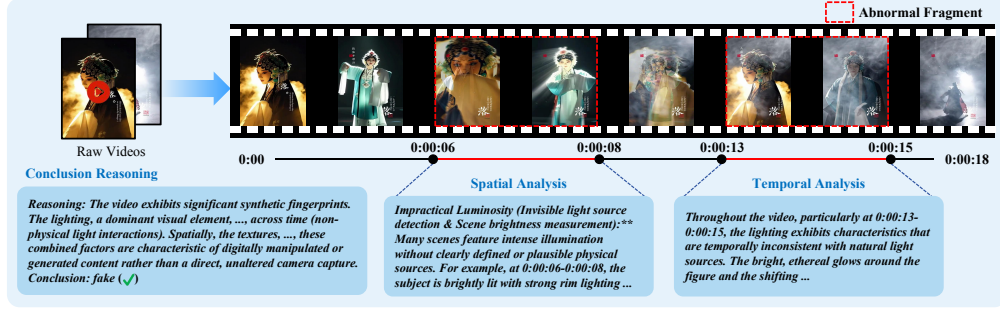 Abnormal Fragment
Raw Videos
0:00
0:00:06
0:00:08
0:00:13
0:00:15
0:00:18
Conclusion Reasoning
Reasoning: The video exhibits significant synthetic fingerprints.
The lighting, a dominant visual element, ..., across time (non-
physical light interactions). Spatially, the textures, ..., these
combined factors are characteristic of digitally manipulated or
generated content rather than a direct, unaltered camera capture.
Conclusion: fake (✓)
Spatial Analysis
Impractical Luminosity (Invisible light source
detection & Scene brightness measurement):**
Many scenes feature intense illumination
without clearly defined or plausible physical
sources. For example, at 0:00:06-0:00:08, the
subject is brightly lit with strong rim lighting ...
Temporal Analysis
Throughout the video, particularly at 0:00:13-
0:00:15, the lighting exhibits characteristics that
are temporally inconsistent with natural light
sources. The bright, ethereal glows around the
figure and the shifting ...